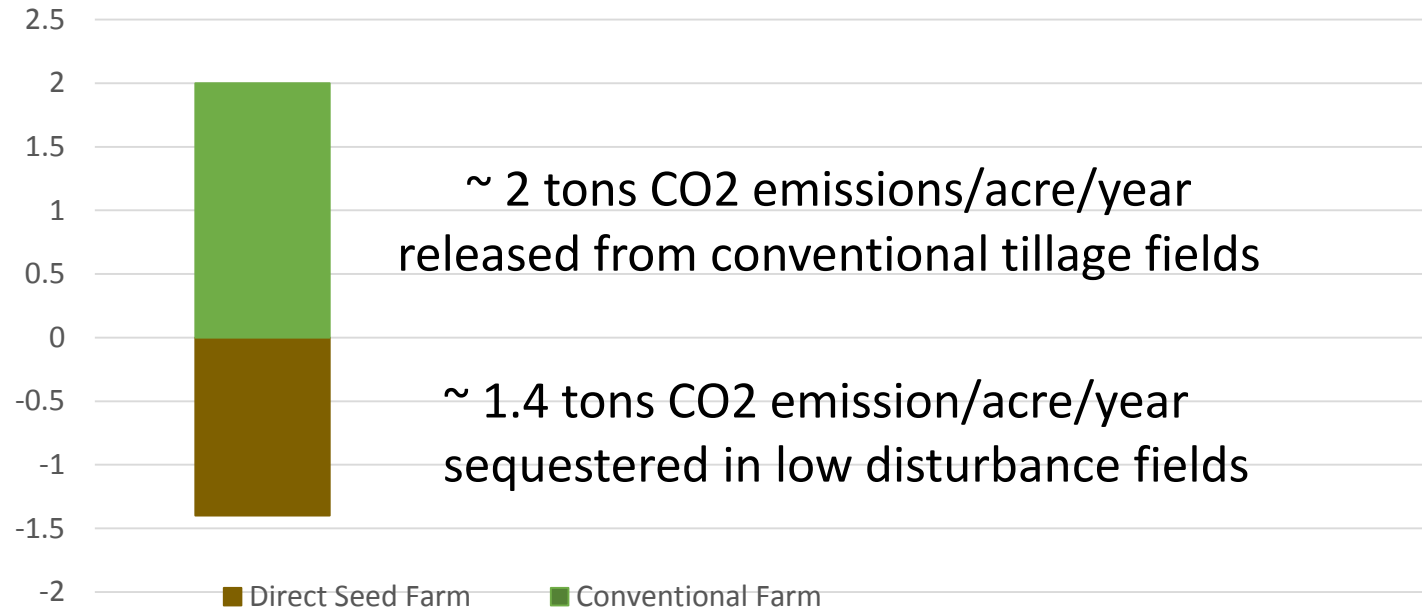 2.5
2
1.5
1
0.5
0
-0.5
-1
-1.5
-2
~ 2 tons CO2 emissions/acre/year
released from conventional tillage fields
~ 1.4 tons CO2 emission/acre/year
sequestered in low disturbance fields
Direct Seed Farm
Conventional Farm